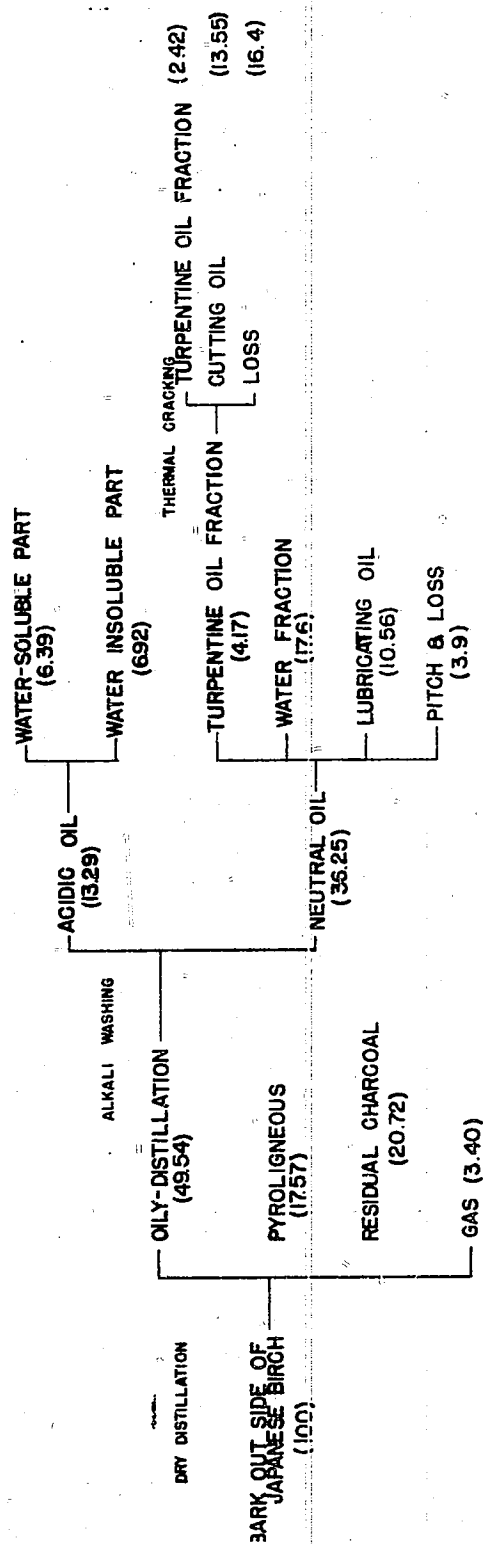 DRY DISTILLATION
BARK OUT SIDE OF
JAPANESE BIRCH
(100)
OILY-DISTILLATION
(49.54)
PYROLIGNEOUS
(17.57)
RESIDUAL CHARCOAL
(20.72)
GAS (3.40)
ALKALI WASHING
ACIDIC OIL
(13.29)
NEUTRAL OIL
(36.25)
WATER-SOLUBLE PART
(6.39)
WATER INSOLUBLE PART
(6.92)
TURPENTINE OIL FRACTION
(4.17)
WATER FRACTION
(17.6)
LUBRICATING OIL
(10.56)
PITCH & LOSS
(3.9)
THERMAL CRACKING
TURPENTINE OIL FRACTION (2.42)
CUTTING OIL (13.55)
LOSS (16.4)